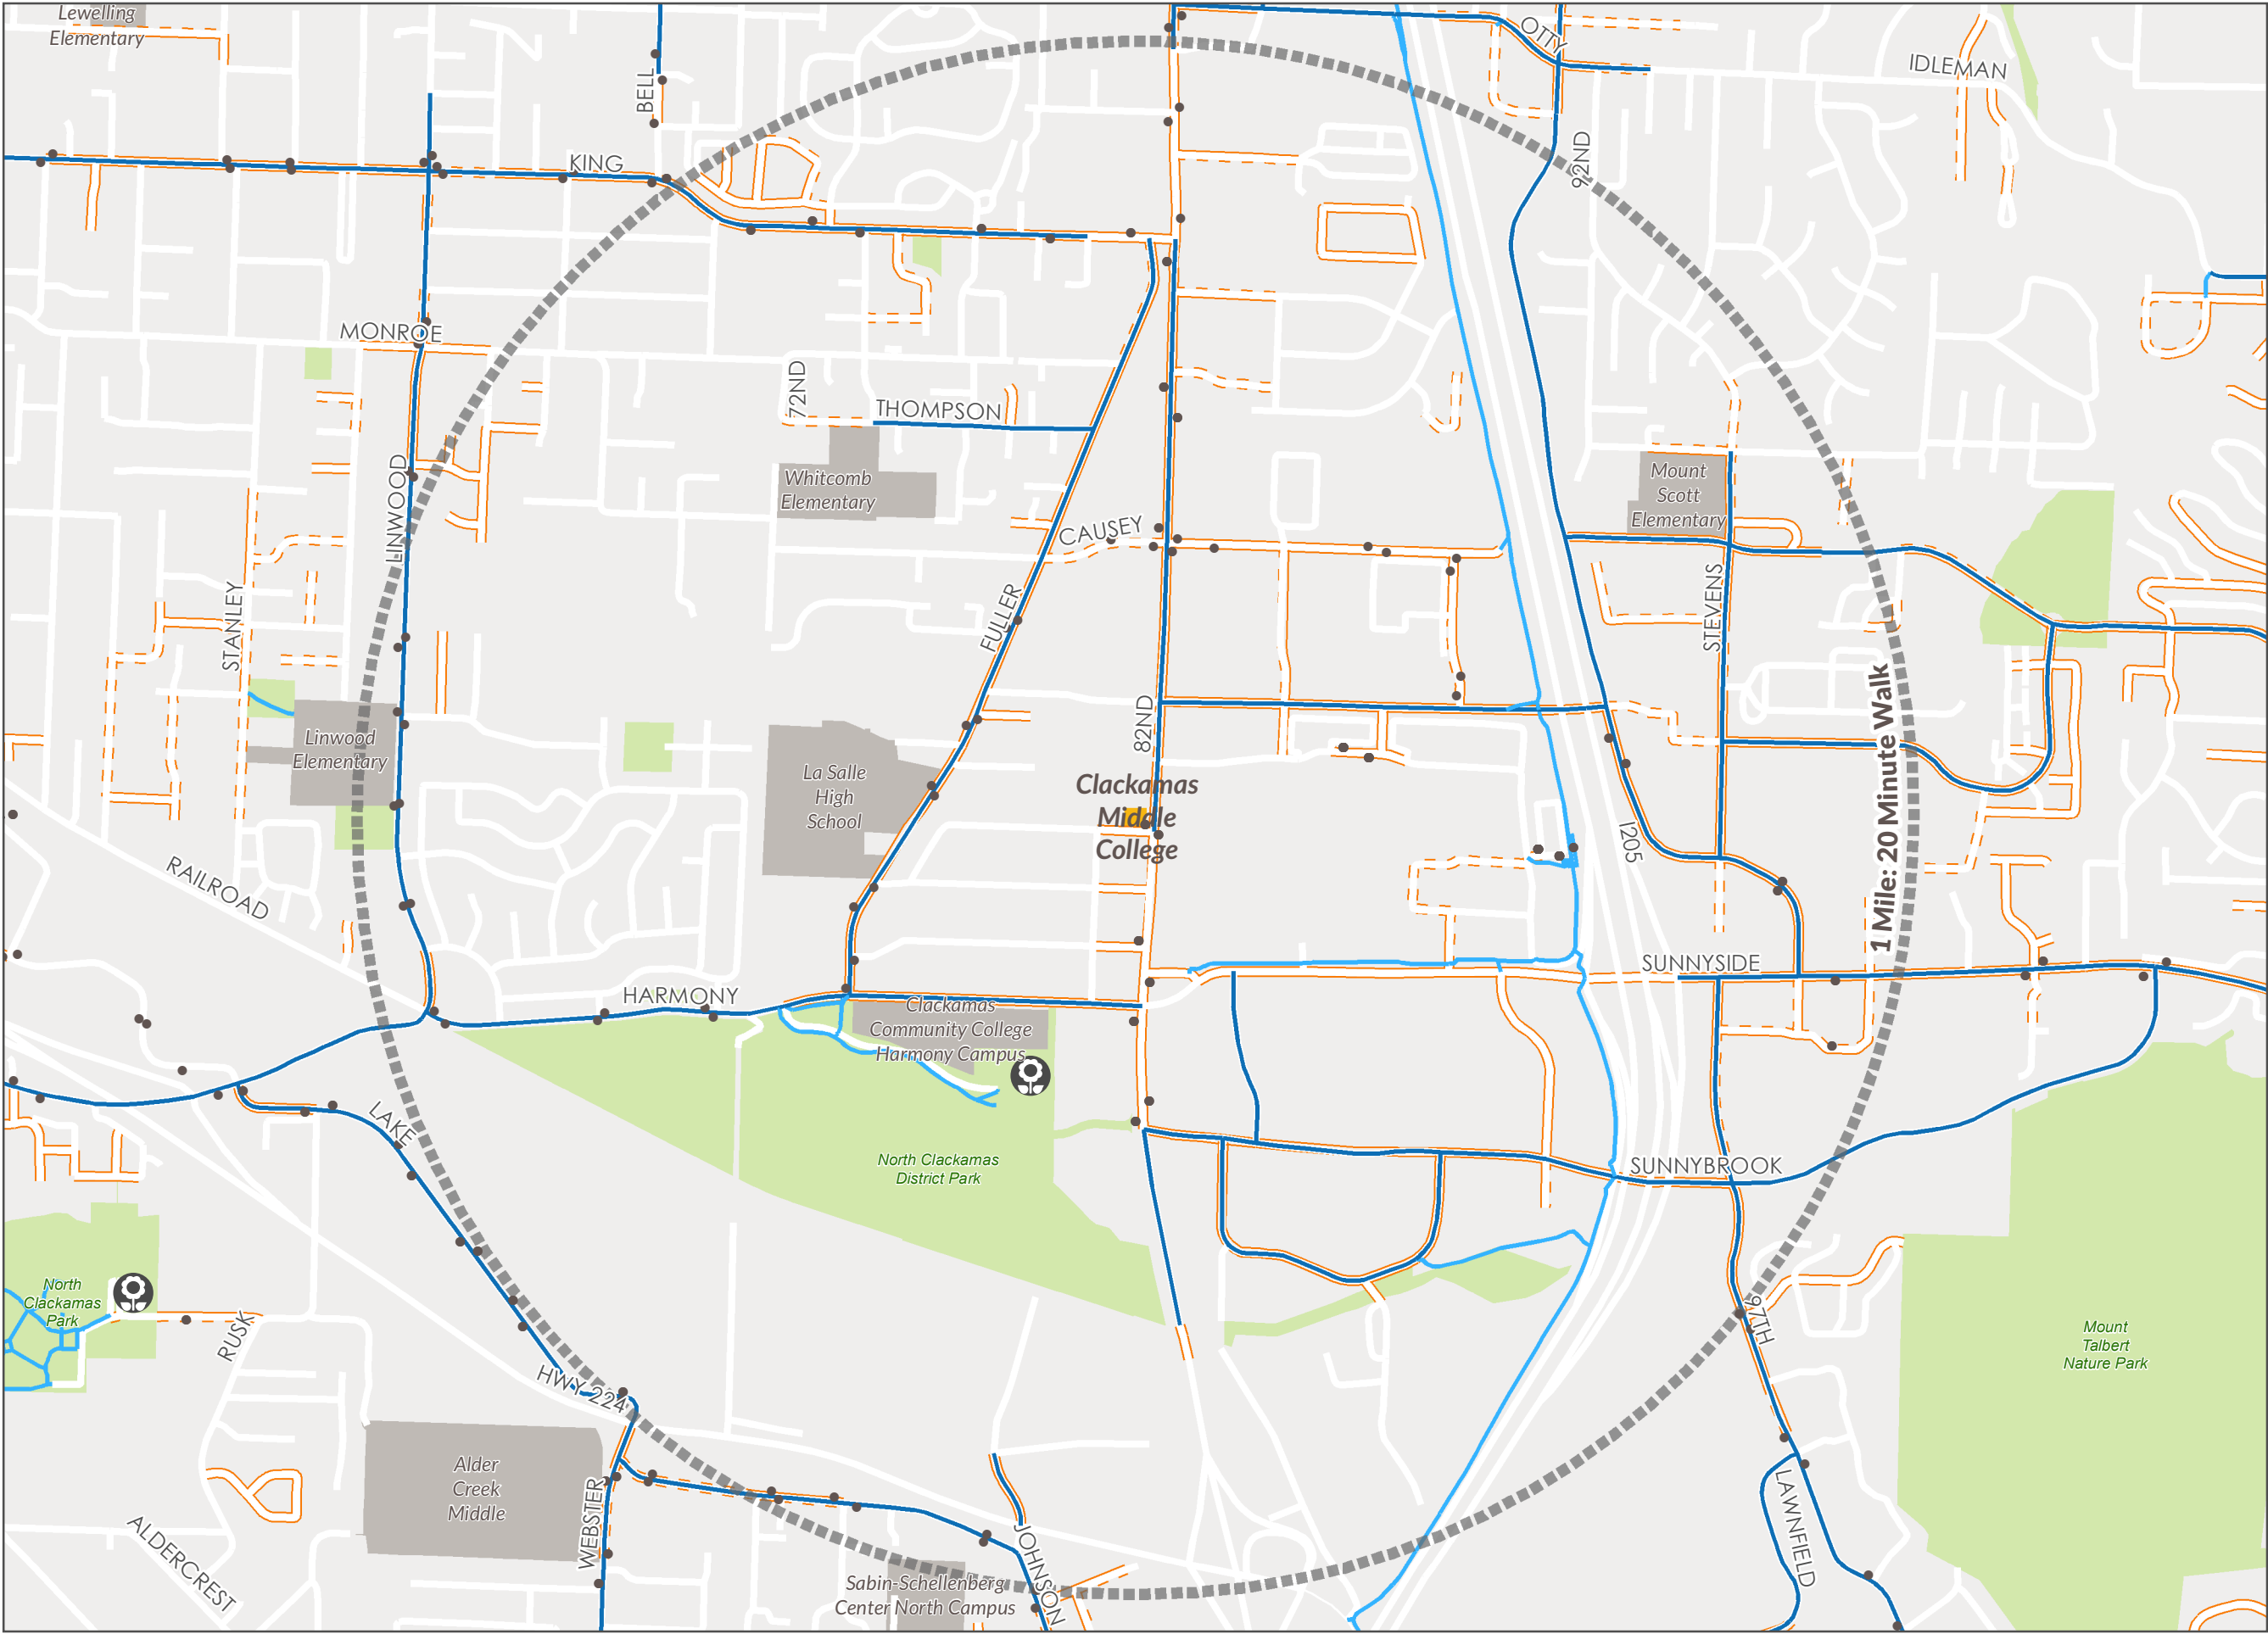 Lewelling
Elementary
OTTY
IDLEMAN
BELL
KING
92ND
MONROE
72ND
THOMPSON
LINWOOD
Whitcomb
Elementary
Mount
Scott
Elementary
CAUSEY
STANLEY
FULLER
STEVENS
82ND
Linwood
Elementary
La Salle
High
School
Clackamas
Middle
College
I205
1 Mile: 20 Minute Walk
RAILROAD
SUNNYSIDE
HARMONY
Clackamas
Community College
Harmony Campus
LAKE
North Clackamas
District Park
SUNNYBROOK
North
Clackamas
Park
RUSK
97TH
Mount
Talbert
Nature Park
HWY 224
Alder
Creek
Middle
WEBSTER
LAWNFIELD
ALDERCREST
JOHNSON
Sabin-Schellenberg
Center North Campus